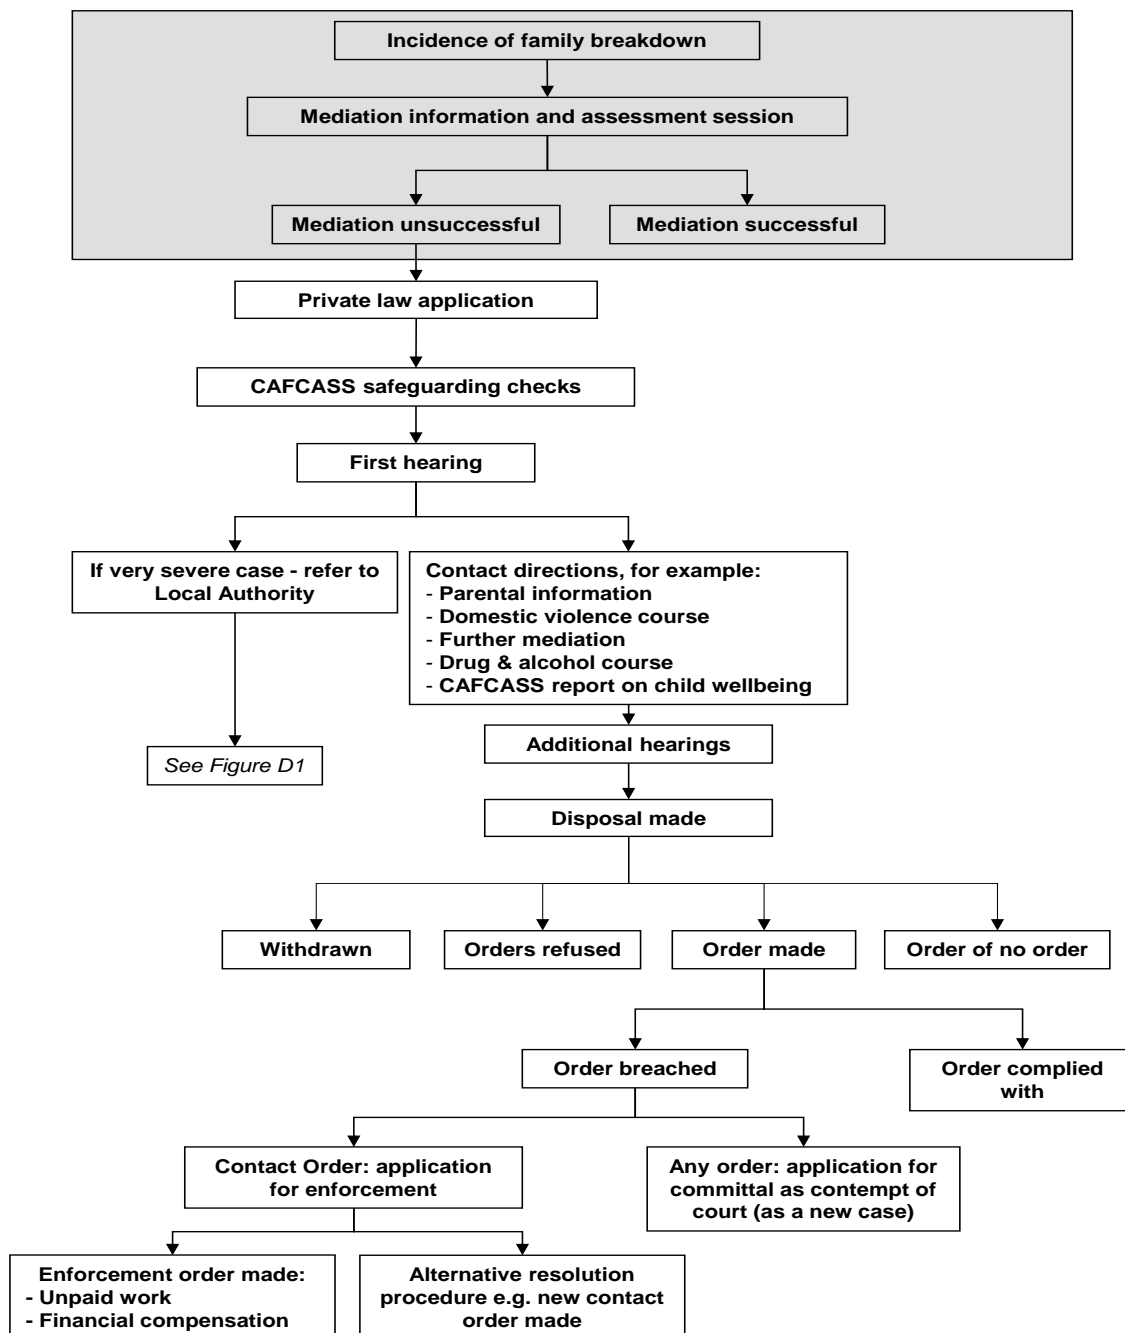 Incidence of family breakdown
Mediation information and assessment session
Mediation unsuccessful
Mediation successful
Private law application
CAFCASS safeguarding checks
First hearing
If very severe case - refer to
Local Authority
Contact directions, for example:
- Parental information
- Domestic violence course
- Further mediation
- Drug & alcohol course
- CAFCASS report on child wellbeing
See Figure D1
Additional hearings
Disposal made
Withdrawn
Orders refused
Order made
Order of no order
Order breached
Order complied
with
Contact Order: application
for enforcement
Any order: application for
committal as contempt of
court (as a new case)
Enforcement order made:
- Unpaid work
- Financial compensation
Alternative resolution
procedure e.g. new contact
order made